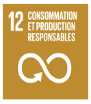 12 CONSOMMATION
ET PRODUCTION
RESPONSABLES